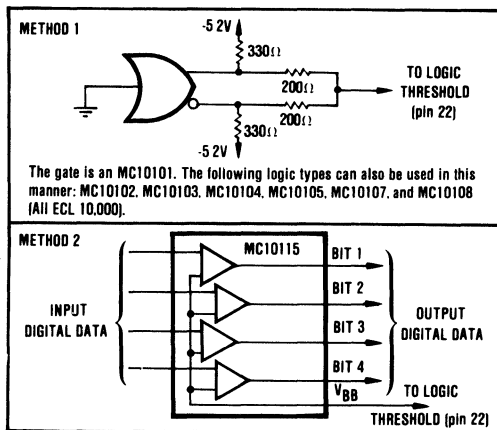 METHOD 1
-5 2V
330Ω
200Ω
TO LOGIC
THRESHOLD
(pin 22)
200Ω
330Ω
-5 2V
The gate is an MC10101. The following logic types can also be used in this
manner: MC10102, MC10103, MC10104, MC10105, MC10107, and MC10108
(All ECL 10,000).
METHOD 2
MC10115
BIT 1
BIT 2
INPUT
DIGITAL DATA
OUTPUT
DIGITAL DATA
BIT 3
BIT 4
VBB
TO LOGIC
THRESHOLD (pin 22)